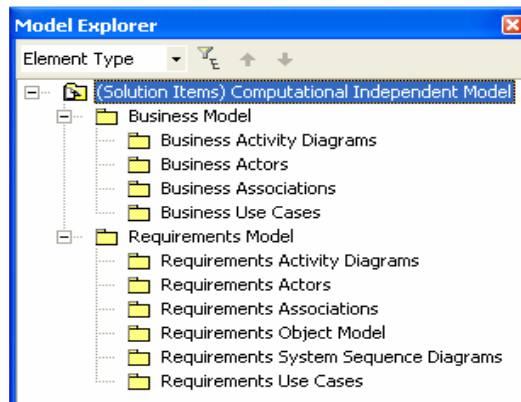 Model Explorer
Element Type
E
(Solution Items) Computational Independent Model
Business Model
Business Activity Diagrams
Business Actors
Business Associations
Business Use Cases
Requirements Model
Requirements Activity Diagrams
Requirements Actors
Requirements Associations
Requirements Object Model
Requirements System Sequence Diagrams
Requirements Use Cases